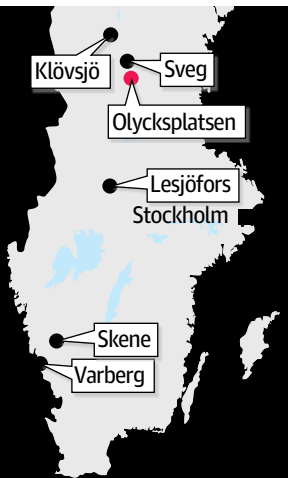 Klövsjö
Sveg
Olycksplatsen
Lesjöfors
Stockholm
Skene
Varberg